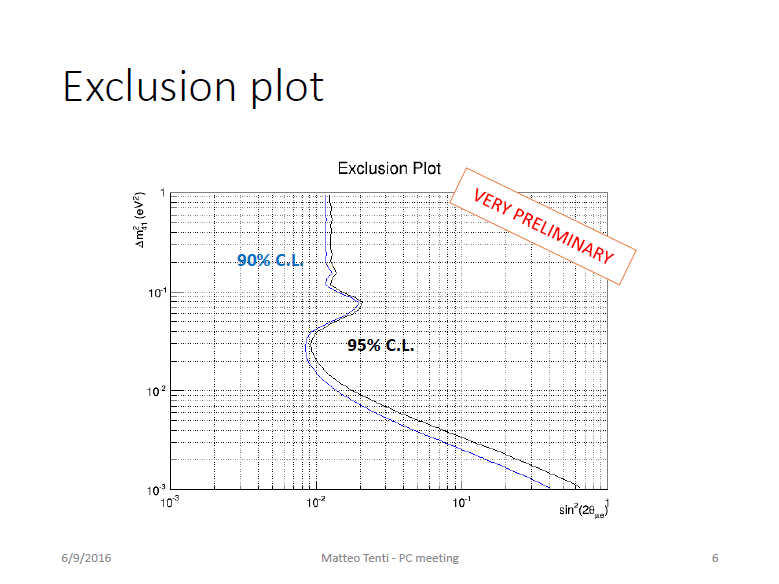 Exclusion plot
Exclusion Plot
VERY PRELIMINARY
Δm²₄₁ (eV²)
1
90% C.L.
10⁻¹
95% C.L.
10⁻²
10⁻³
10⁻³ 10⁻² 10⁻¹ 1
sin²(2θμe)
6/9/2016 Matteo Tenti - PC meeting 6